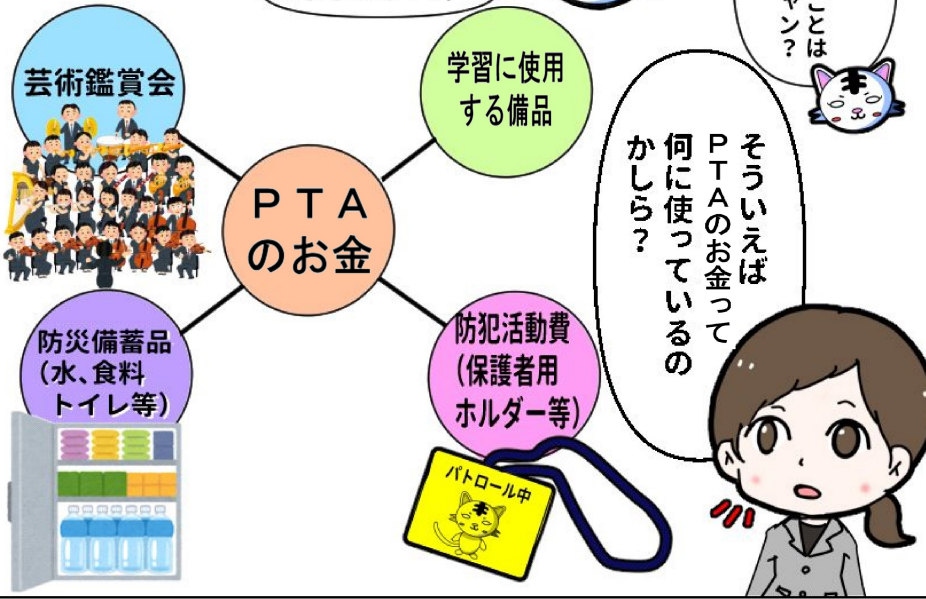 ことは
ャン？
そういえば
ＰＴＡのお金って
何に使っているの
かしら？
芸術鑑賞会
学習に使用
する備品
ＰＴＡ
のお金
防災備蓄品
（水、食料
トイレ等）
防犯活動費
（保護者用
ホルダー等）
パトロール中